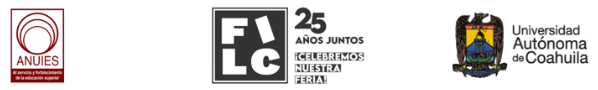 ANUIES
Al servicio y fortalecimiento
de la educación superior
FI
LC
25
AÑOS JUNTOS
¡CELEBREMOS
NUESTRA
FERIA!
Universidad
Autónoma
de Coahuila